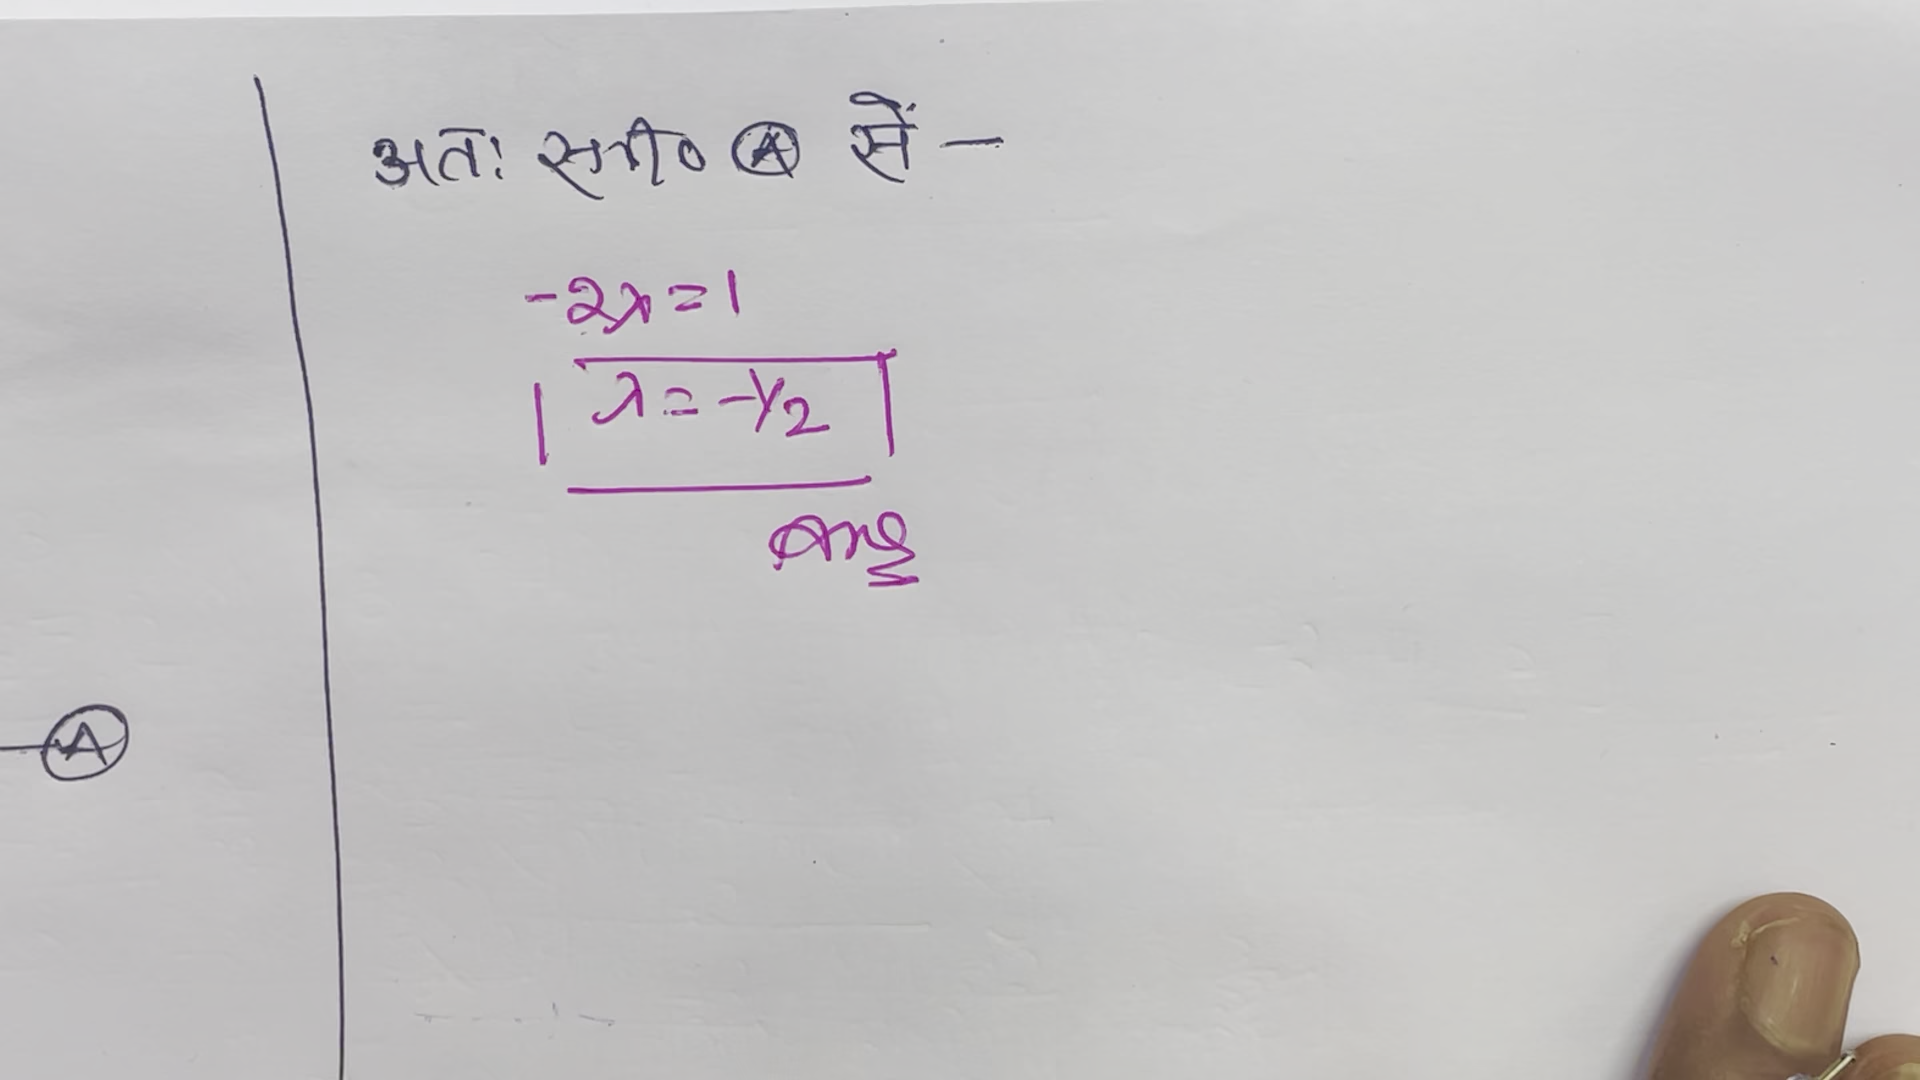 अतः समी० Ⓐ सें -
-2λ = 1
λ = -1/2
Ans
Ⓐ